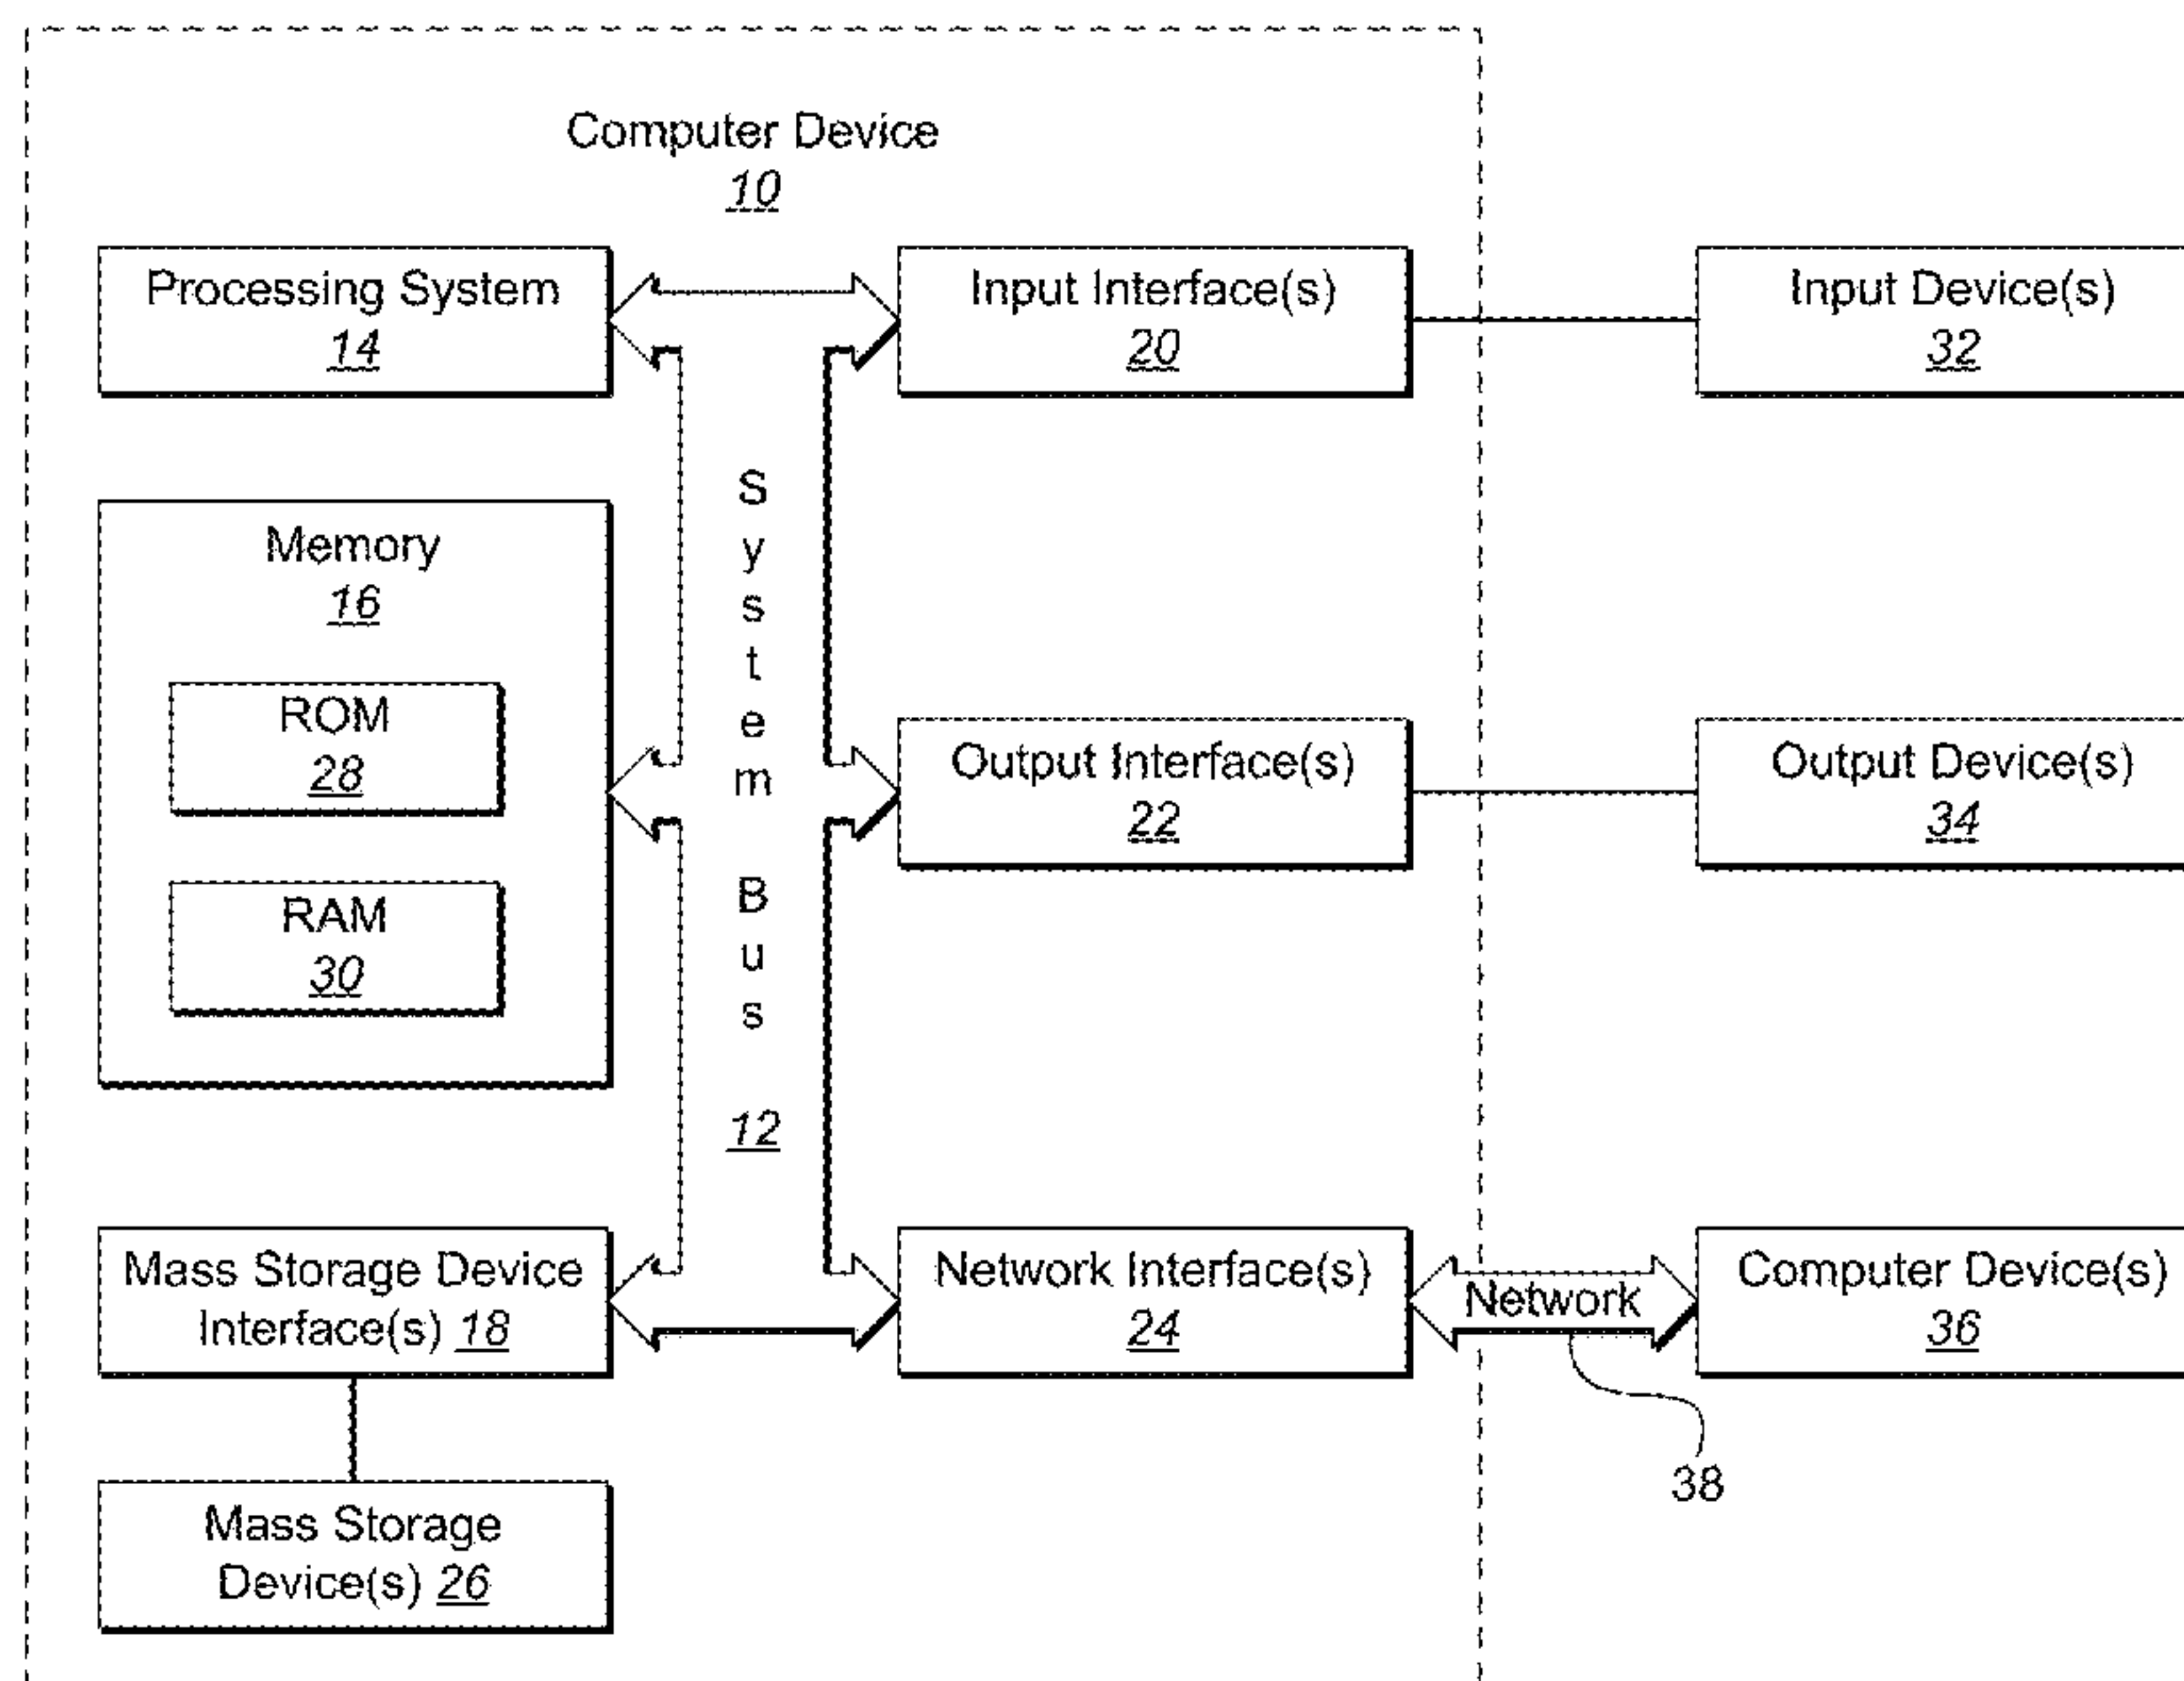 Computer Device
10
Processing System
14
Input Interface(s)
20
Input Device(s)
32
Memory
16
ROM
28
RAM
30
System Bus
12
Output Interface(s)
22
Output Device(s)
34
Mass Storage Device
Interface(s) 18
Network Interface(s)
24
Network
38
Computer Device(s)
36
Mass Storage
Device(s) 26